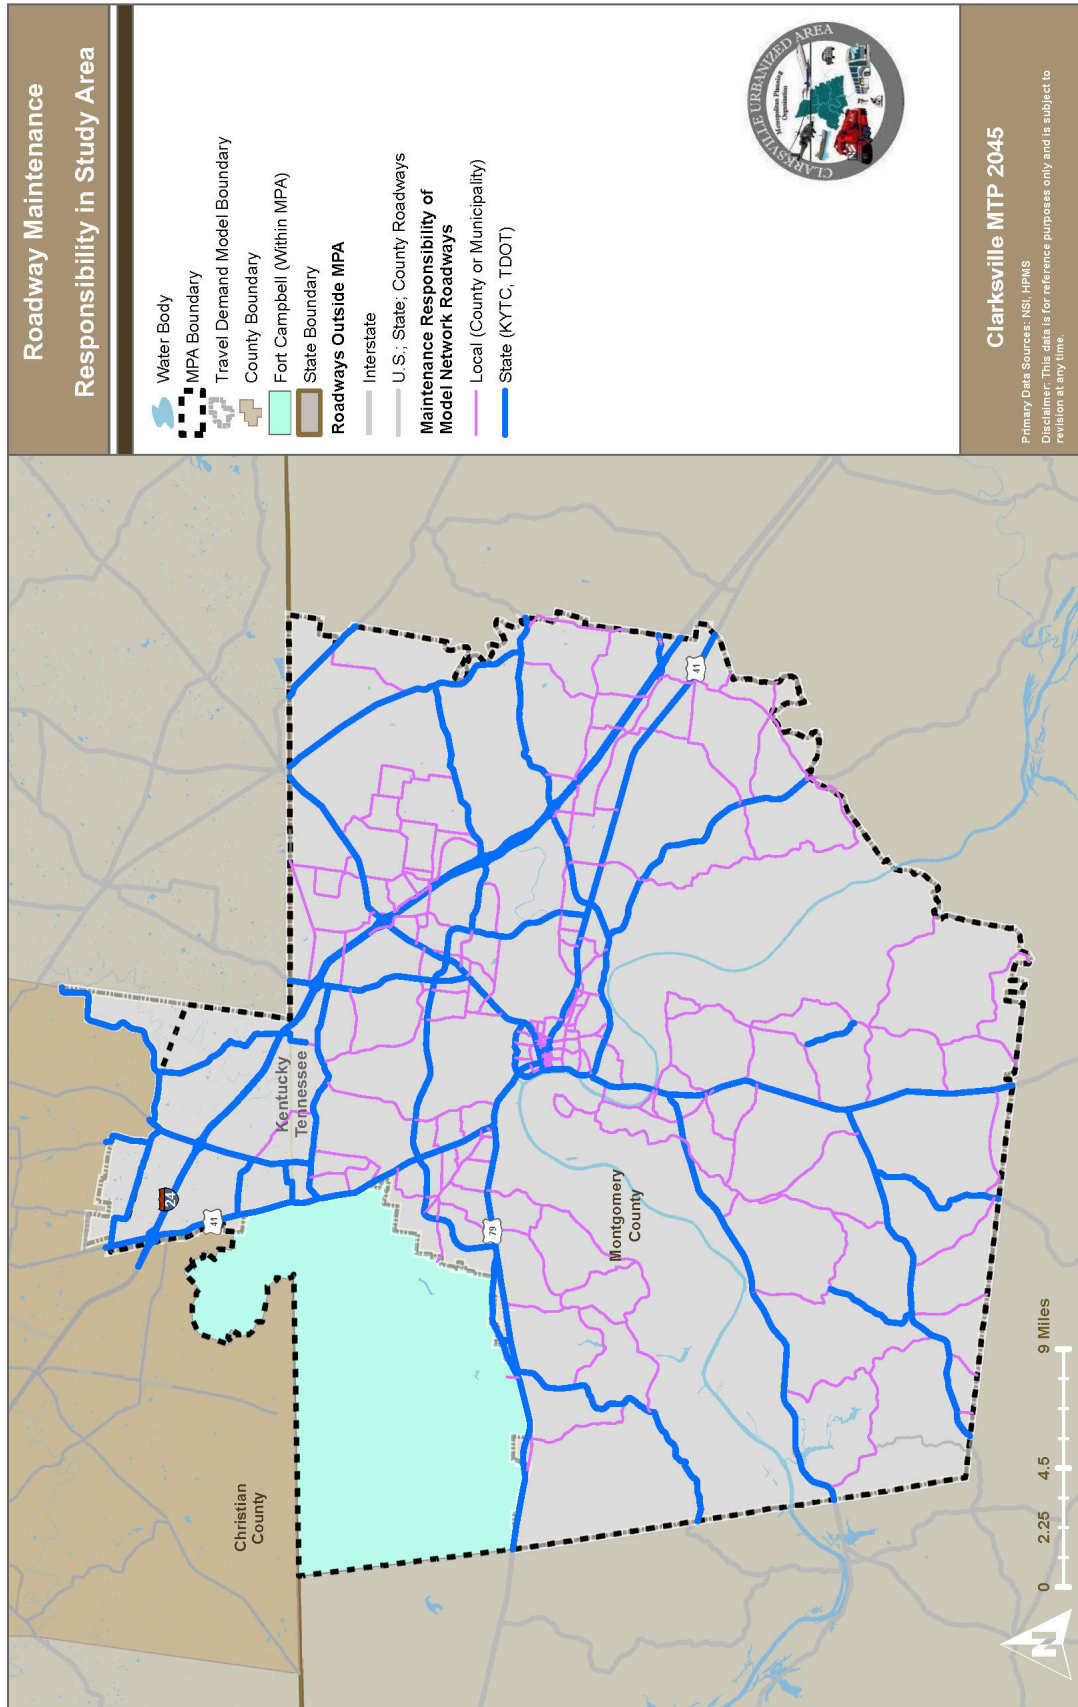 Roadway Maintenance
Responsibility in Study Area
Water Body
MPA Boundary
Travel Demand Model Boundary
County Boundary
Fort Campbell (Within MPA)
State Boundary
Roadways Outside MPA
Interstate
U.S.; State; County Roadways
Maintenance Responsibility of
Model Network Roadways
Local (County or Municipality)
State (KYTC, TDOT)
CLARKSVILLE URBANIZED AREA
Metropolitan Planning
Organization
Clarksville MTP 2045
Primary Data Sources: NSI, HPMS
Disclaimer: This data is for reference purposes only and is subject to
revision at any time.
Christian
County
24
41
Kentucky
Tennessee
79
41
Montgomery
County
N
0 2.25 4.5 9 Miles